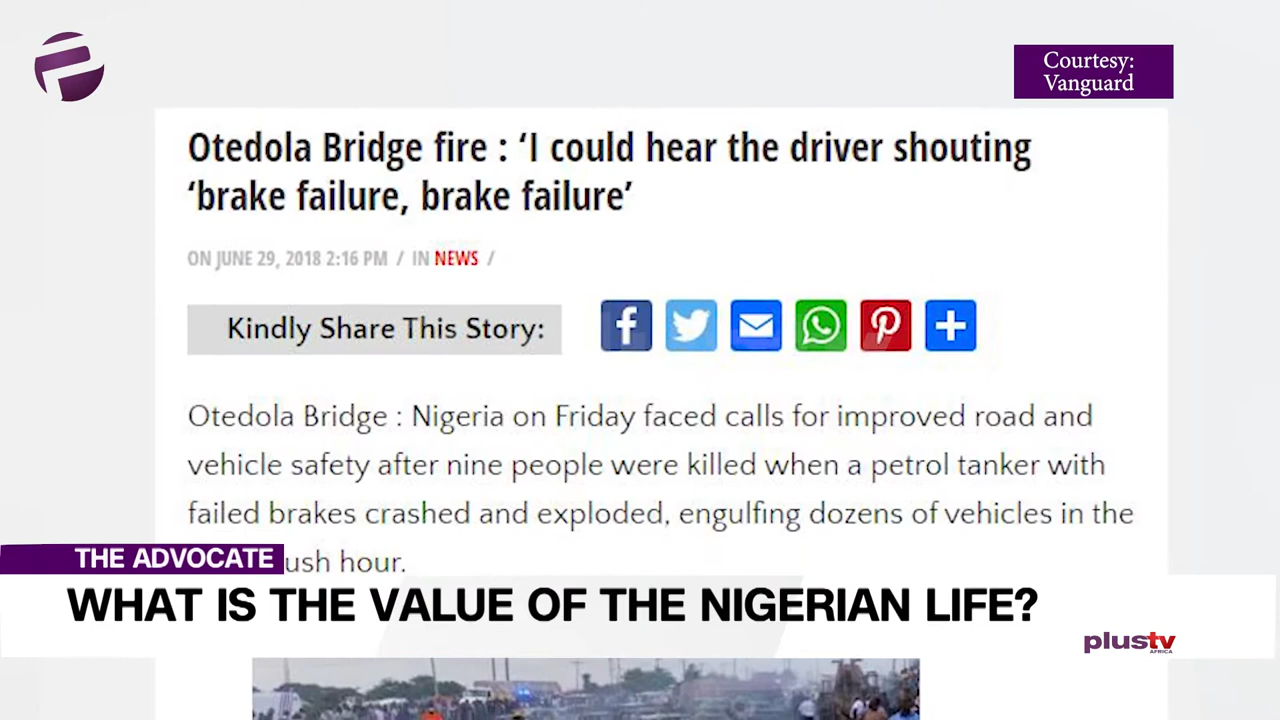 Courtesy:
Vanguard
Otedola Bridge fire : ‘I could hear the driver shouting
‘brake failure, brake failure’
ON JUNE 29, 2018 2:16 PM / IN NEWS /
Kindly Share This Story:
Otedola Bridge : Nigeria on Friday faced calls for improved road and
vehicle safety after nine people were killed when a petrol tanker with
failed brakes crashed and exploded, engulfing dozens of vehicles in the
ush hour.
THE ADVOCATE
WHAT IS THE VALUE OF THE NIGERIAN LIFE?
plustv
AFRICA